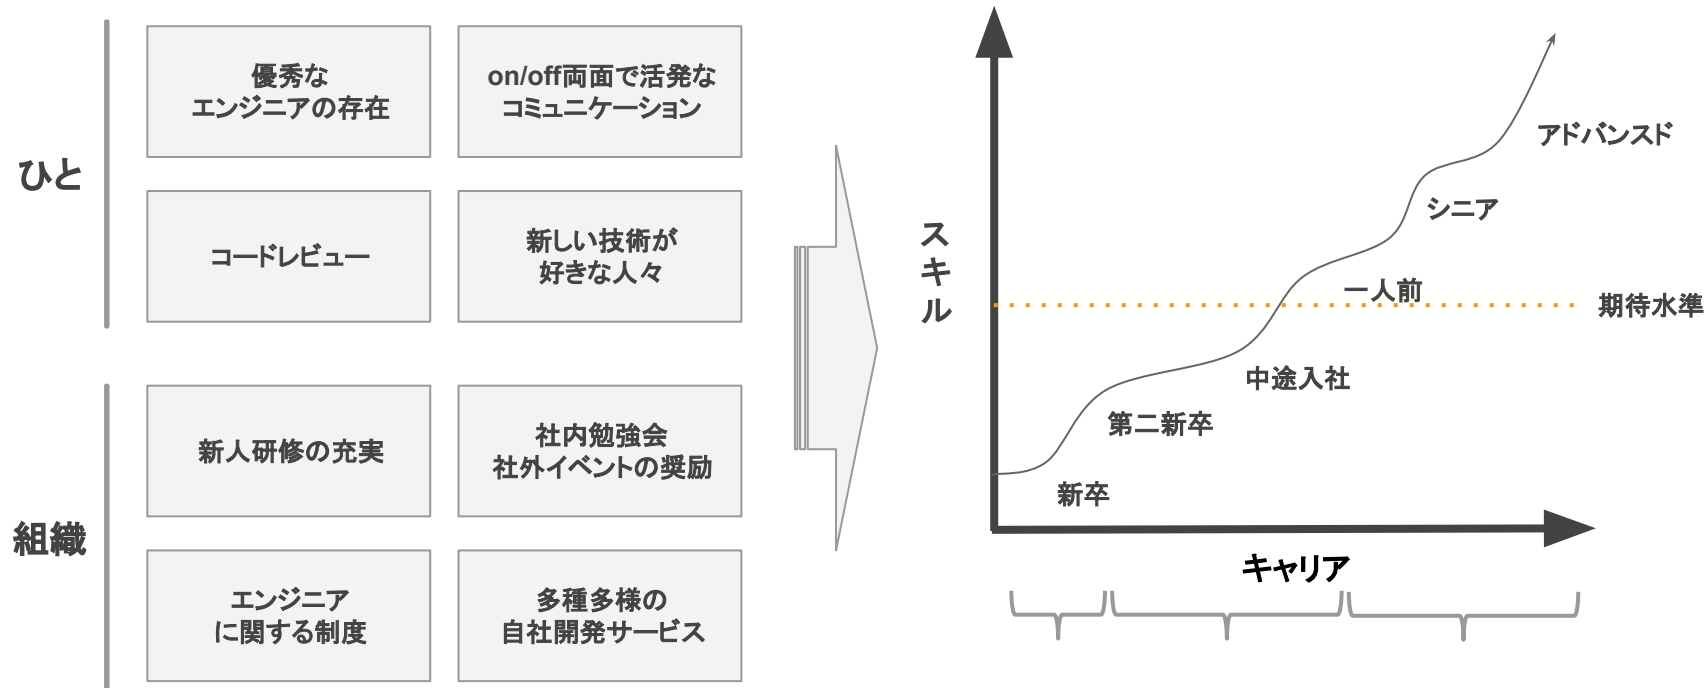 ひと
優秀な
エンジニアの存在
on/off両面で活発な
コミュニケーション
コードレビュー
新しい技術が
好きな人々
組織
新人研修の充実
社内勉強会
社外イベントの奨励
エンジニア
に関する制度
多種多様の
自社開発サービス
スキル
アドバンスド
シニア
一人前
期待水準
中途入社
第二新卒
新卒
キャリア